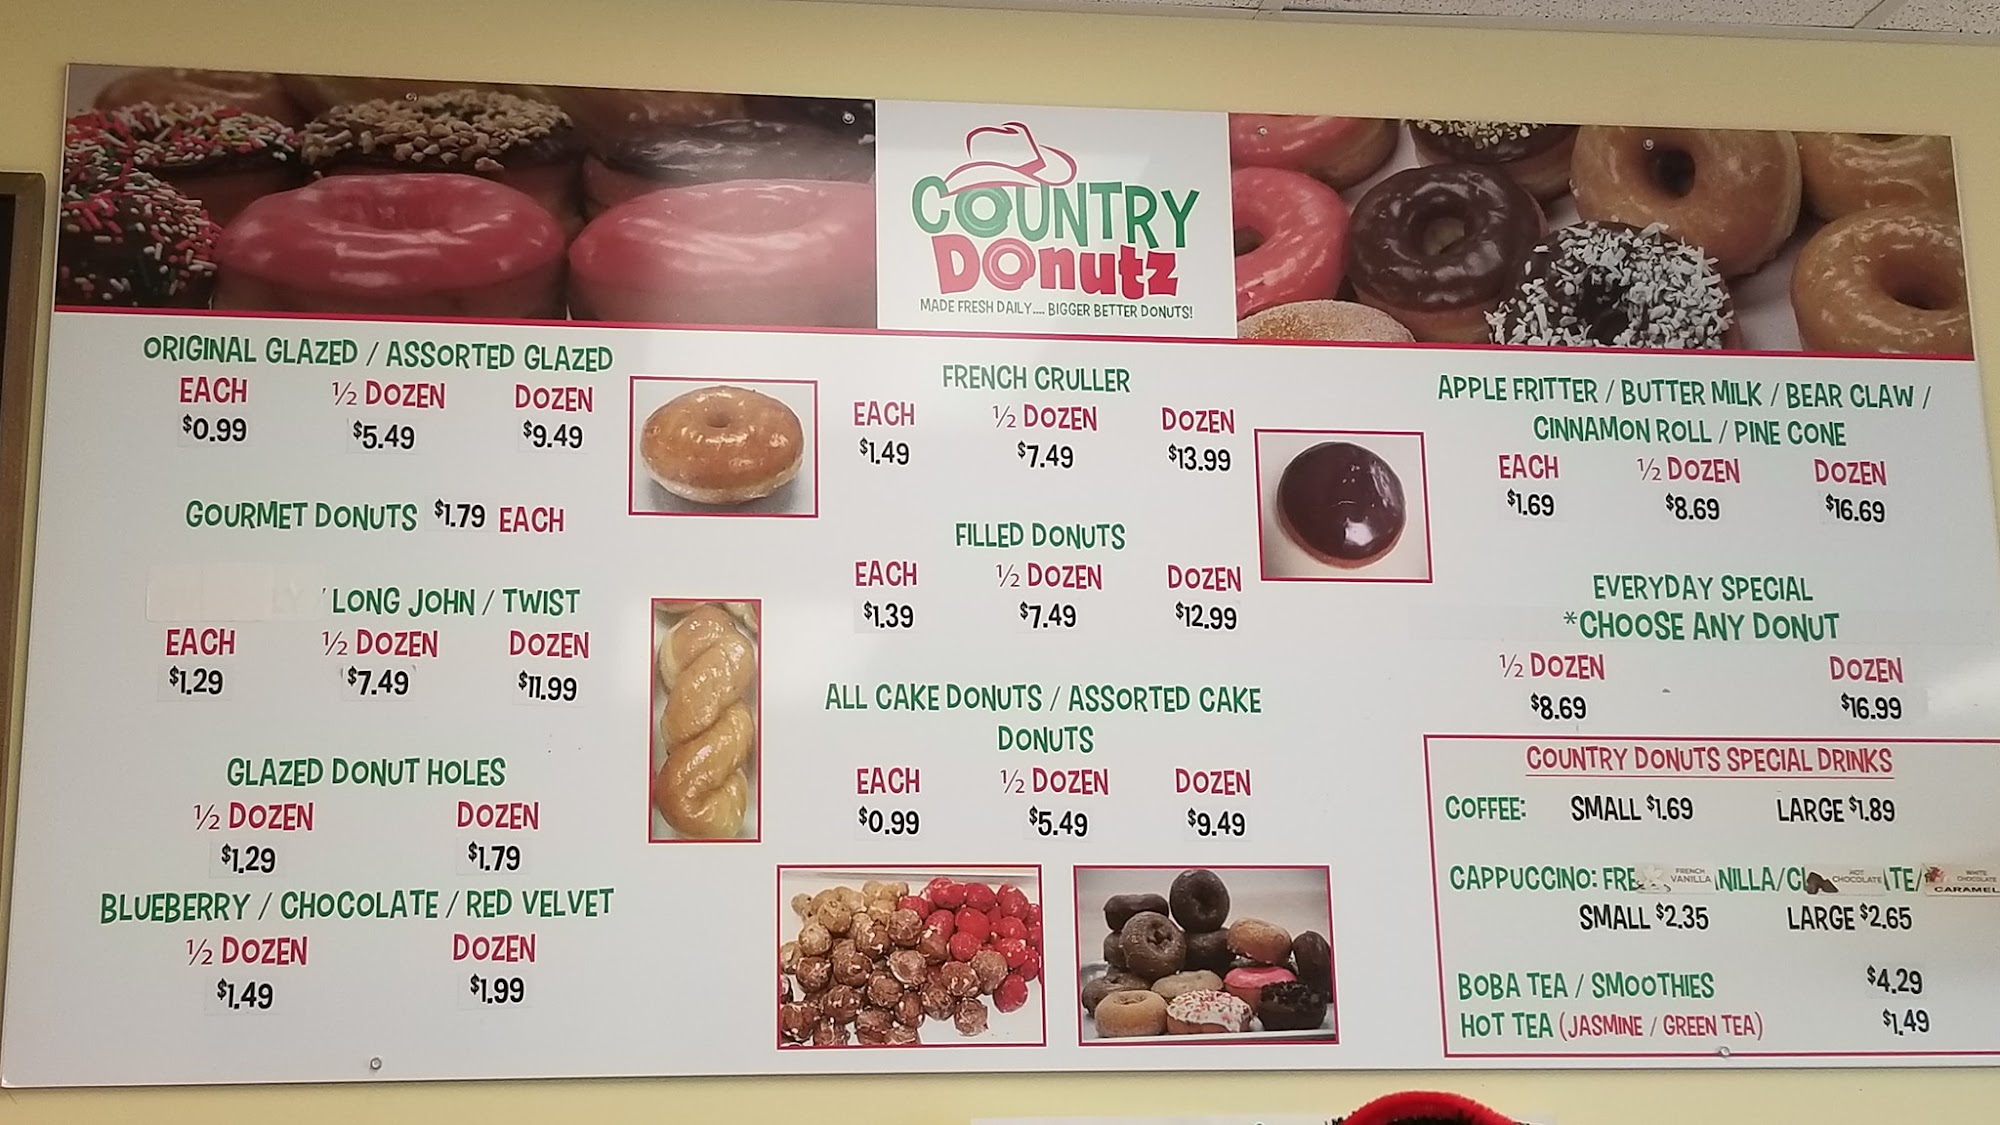 COUNTRY
DONUTZ
MADE FRESH DAILY.... BIGGER BETTER DONUTS!
ORIGINAL GLAZED / ASSORTED GLAZED
EACH ½ DOZEN DOZEN
$0.99 $5.49 $9.49
GOURMET DONUTS $1.79 EACH
LONG JOHN / TWIST
EACH ½ DOZEN DOZEN
$1.29 $7.49 $11.99
GLAZED DONUT HOLES
½ DOZEN DOZEN
$1.29 $1.79
BLUEBERRY / CHOCOLATE / RED VELVET
½ DOZEN DOZEN
$1.49 $1.99
FRENCH CRULLER
EACH ½ DOZEN DOZEN
$1.49 $7.49 $13.99
FILLED DONUTS
EACH ½ DOZEN DOZEN
$1.39 $7.49 $12.99
ALL CAKE DONUTS / ASSORTED CAKE
DONUTS
EACH ½ DOZEN DOZEN
$0.99 $5.49 $9.49
APPLE FRITTER / BUTTER MILK / BEAR CLAW /
CINNAMON ROLL / PINE CONE
EACH ½ DOZEN DOZEN
$1.69 $8.69 $16.69
EVERYDAY SPECIAL
*CHOOSE ANY DONUT
½ DOZEN DOZEN
$8.69 $16.99
COUNTRY DONUTS SPECIAL DRINKS
COFFEE: SMALL $1.69 LARGE $1.89
CAPPUCCINO: FRE FRENCH VANILLA NILLA/C HOT CHOCOLATE TE/ WHITE CHOCOLATE CARAMEL
SMALL $2.35 LARGE $2.65
BOBA TEA / SMOOTHIES $4.29
HOT TEA (JASMINE / GREEN TEA) $1.49